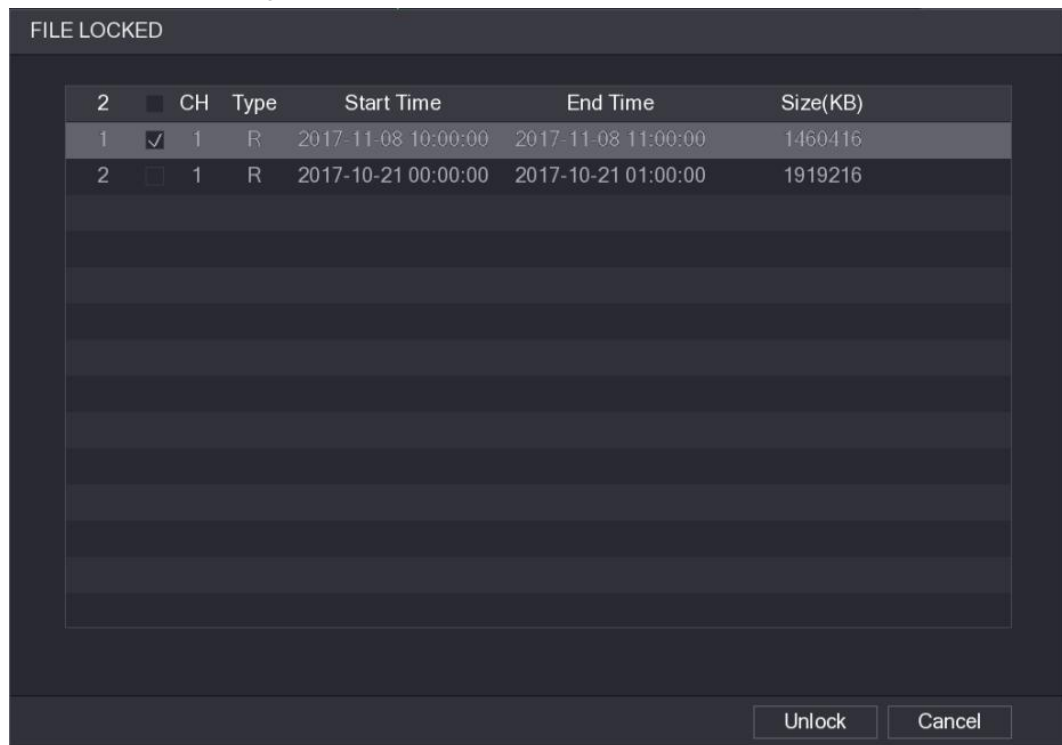 FILE LOCKED
2 CH Type Start Time End Time Size(KB)
1 1 R 2017-11-08 10:00:00 2017-11-08 11:00:00 1460416
2 1 R 2017-10-21 00:00:00 2017-10-21 01:00:00 1919216
Unlock Cancel